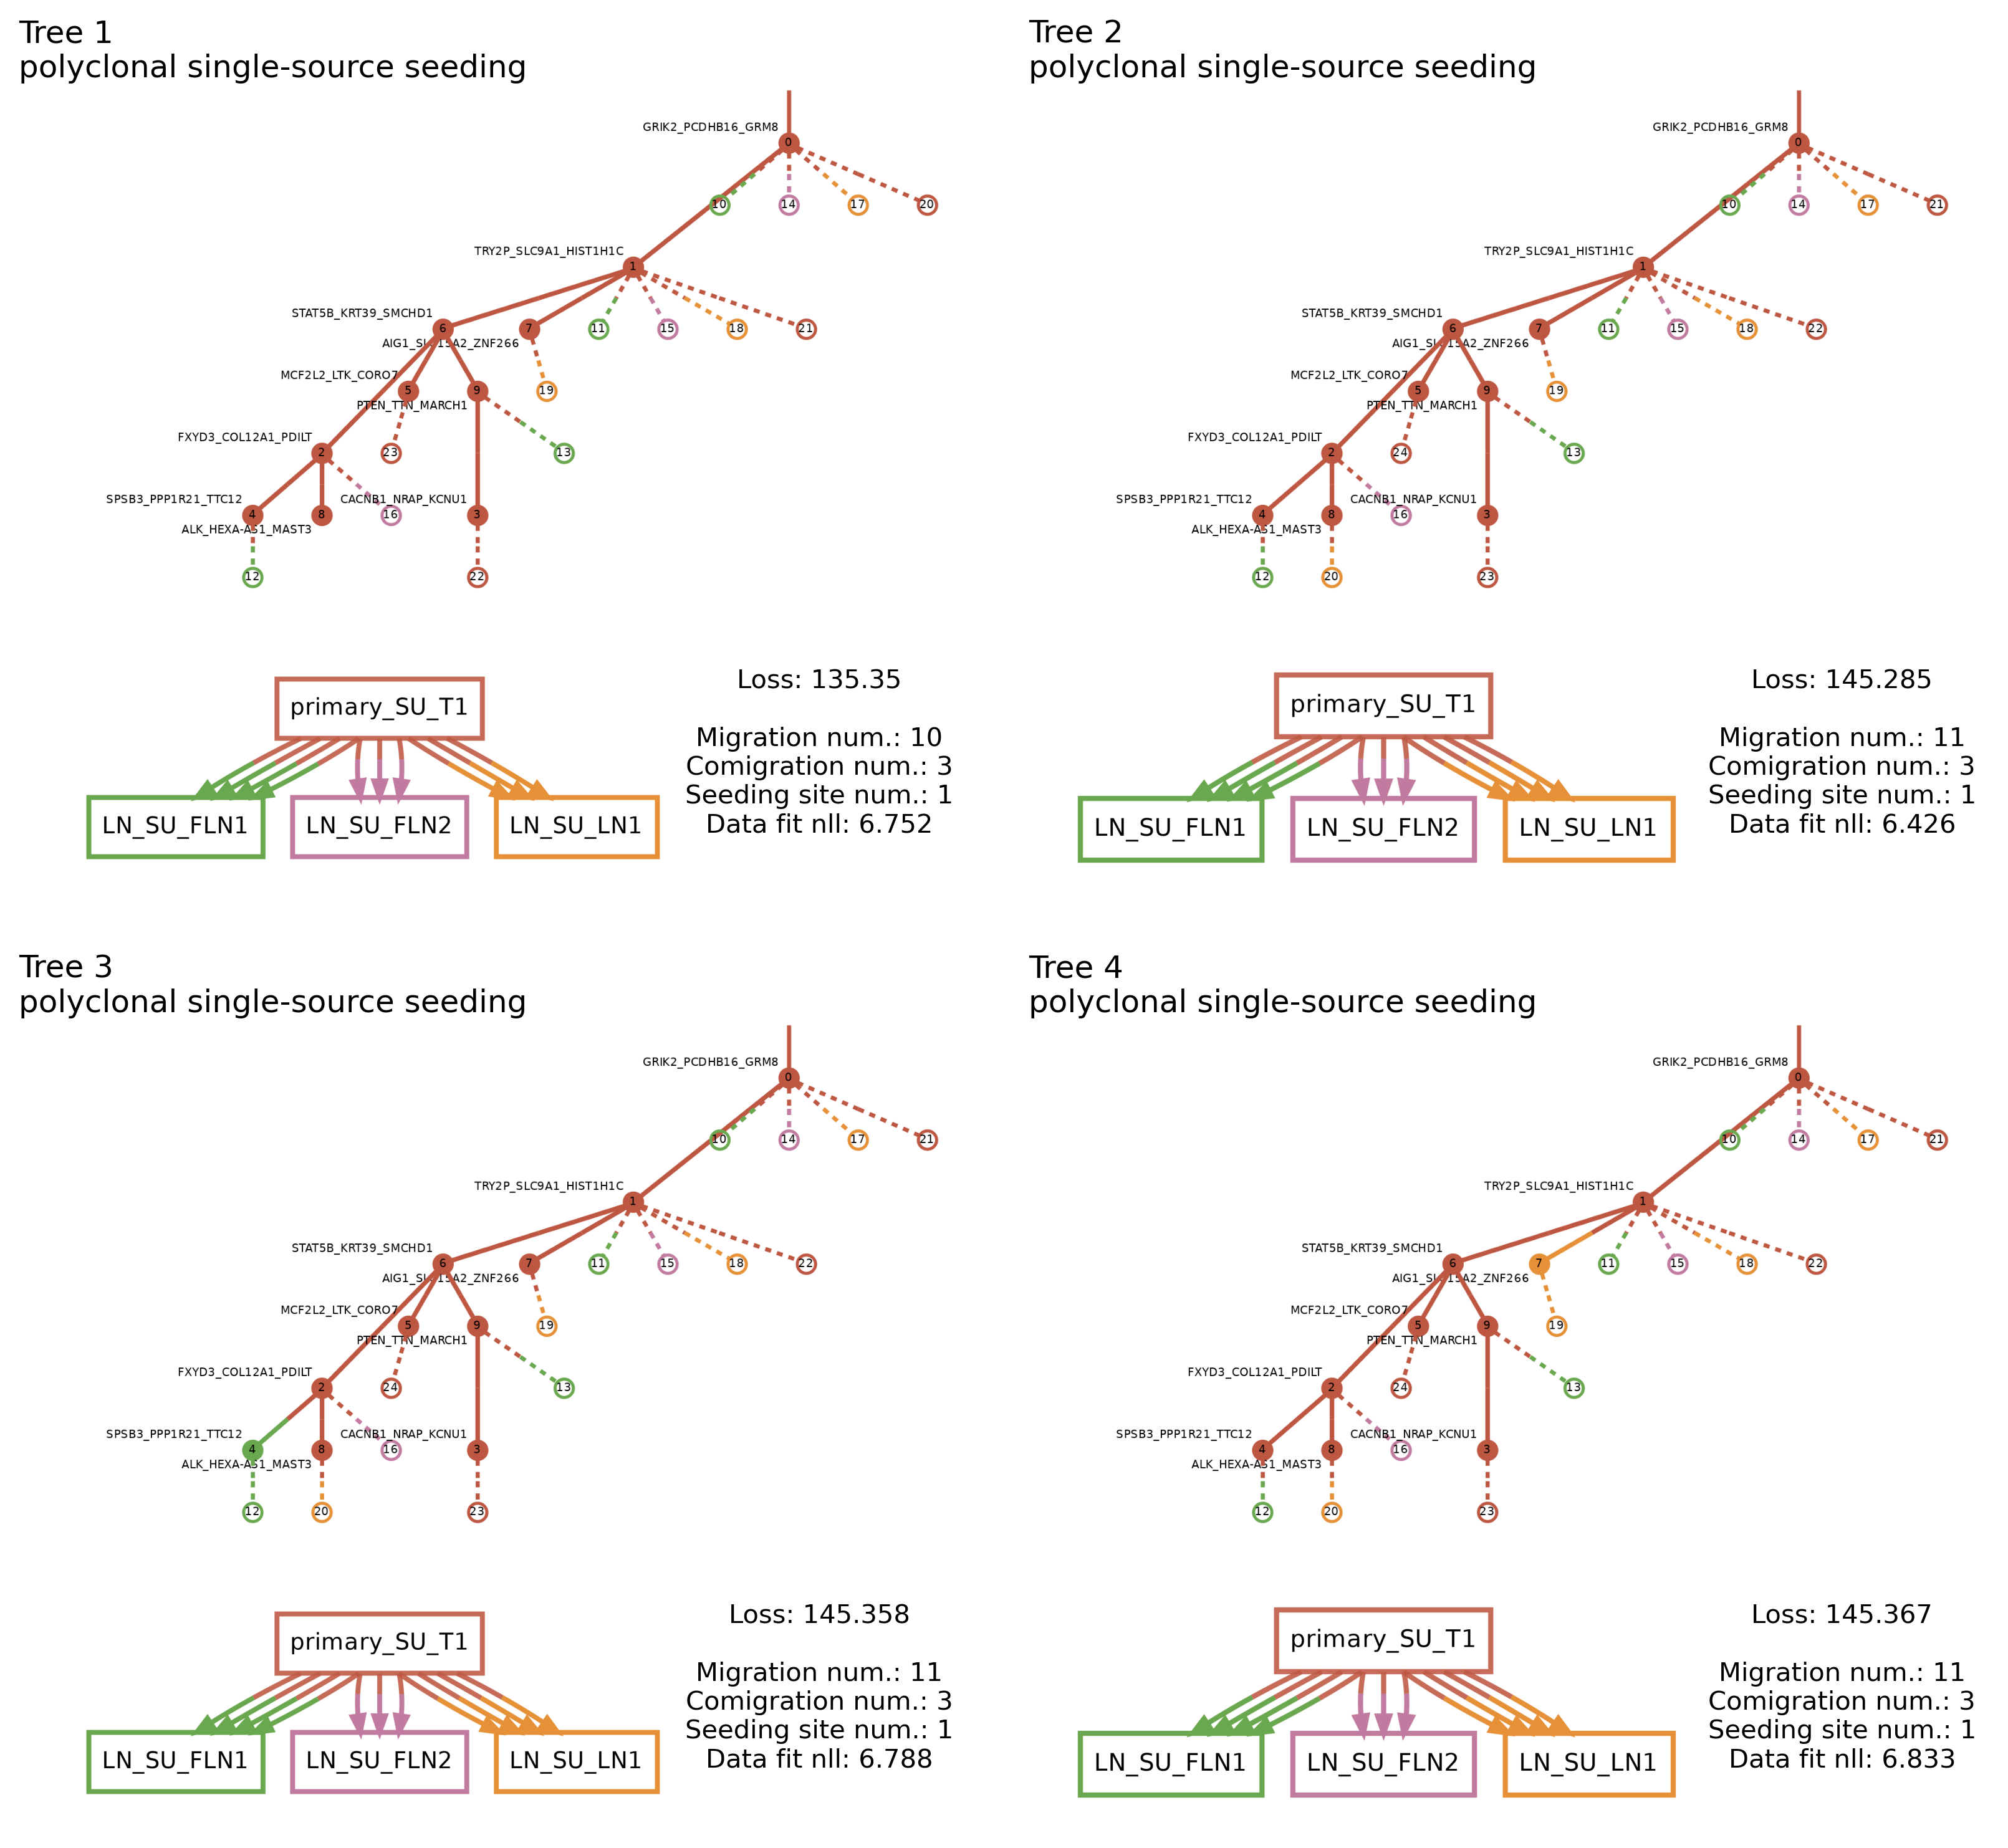 Tree 1
polyclonal single-source seeding
GRIK2_PCDHB16_GRM8
0
10
14
17
20
TRY2P_SLC9A1_HIST1H1C
1
STAT5B_KRT39_SMCHD1
6
7
11
15
18
21
AIG1_SLC15A2_ZNF266
MCF2L2_LTK_CORO7
5
9
19
PTEN_TTN_MARCH1
FXYD3_COL12A1_PDILT
2
23
13
SPSB3_PPP1R21_TTC12
4
8
16
CACNB1_NRAP_KCNU1
3
ALK_HEXA-AS1_MAST3
12
22
primary_SU_T1
LN_SU_FLN1
LN_SU_FLN2
LN_SU_LN1
Loss: 135.35
Migration num.: 10
Comigration num.: 3
Seeding site num.: 1
Data fit nll: 6.752
Tree 2
polyclonal single-source seeding
GRIK2_PCDHB16_GRM8
0
10
14
17
21
TRY2P_SLC9A1_HIST1H1C
1
STAT5B_KRT39_SMCHD1
6
7
11
15
18
22
AIG1_SLC15A2_ZNF266
MCF2L2_LTK_CORO7
5
9
19
PTEN_TTN_MARCH1
FXYD3_COL12A1_PDILT
2
24
13
SPSB3_PPP1R21_TTC12
4
8
16
CACNB1_NRAP_KCNU1
3
ALK_HEXA-AS1_MAST3
12
20
23
primary_SU_T1
LN_SU_FLN1
LN_SU_FLN2
LN_SU_LN1
Loss: 145.285
Migration num.: 11
Comigration num.: 3
Seeding site num.: 1
Data fit nll: 6.426
Tree 3
polyclonal single-source seeding
GRIK2_PCDHB16_GRM8
0
10
14
17
21
TRY2P_SLC9A1_HIST1H1C
1
STAT5B_KRT39_SMCHD1
6
7
11
15
18
22
AIG1_SLC15A2_ZNF266
MCF2L2_LTK_CORO7
5
9
19
PTEN_TTN_MARCH1
FXYD3_COL12A1_PDILT
2
24
13
SPSB3_PPP1R21_TTC12
4
8
16
CACNB1_NRAP_KCNU1
3
ALK_HEXA-AS1_MAST3
12
20
23
primary_SU_T1
LN_SU_FLN1
LN_SU_FLN2
LN_SU_LN1
Loss: 145.358
Migration num.: 11
Comigration num.: 3
Seeding site num.: 1
Data fit nll: 6.788
Tree 4
polyclonal single-source seeding
GRIK2_PCDHB16_GRM8
0
10
14
17
21
TRY2P_SLC9A1_HIST1H1C
1
STAT5B_KRT39_SMCHD1
6
7
11
15
18
22
AIG1_SLC15A2_ZNF266
MCF2L2_LTK_CORO7
5
9
19
PTEN_TTN_MARCH1
FXYD3_COL12A1_PDILT
2
24
13
SPSB3_PPP1R21_TTC12
4
8
16
CACNB1_NRAP_KCNU1
3
ALK_HEXA-AS1_MAST3
12
20
23
primary_SU_T1
LN_SU_FLN1
LN_SU_FLN2
LN_SU_LN1
Loss: 145.367
Migration num.: 11
Comigration num.: 3
Seeding site num.: 1
Data fit nll: 6.833